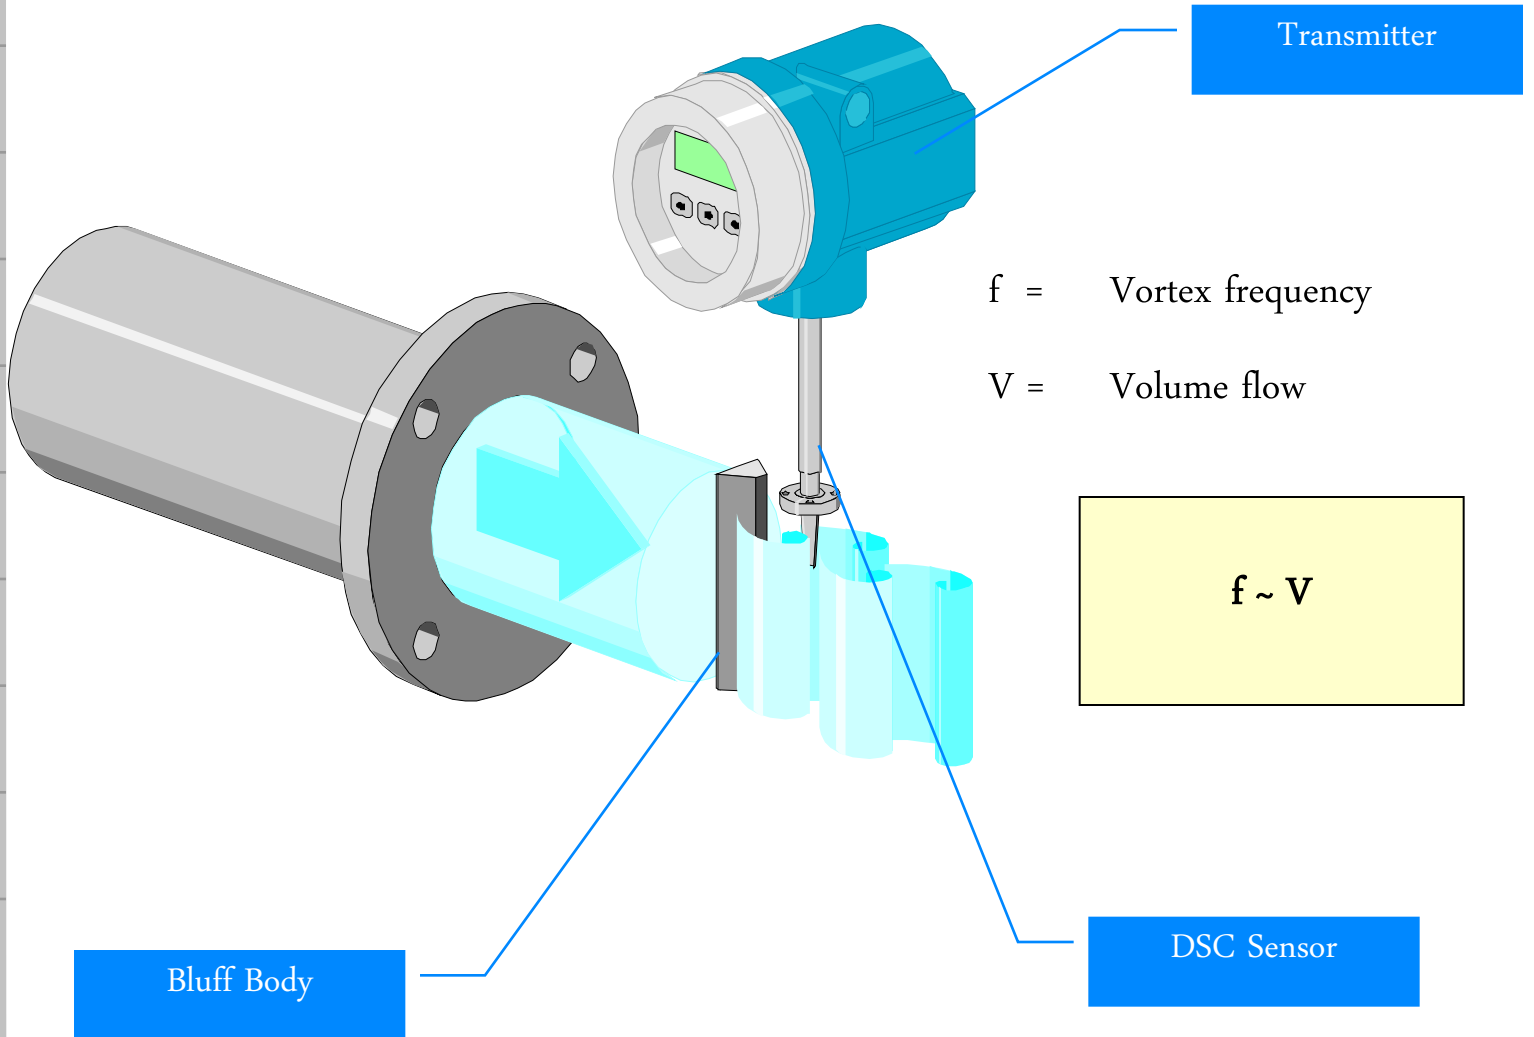 Transmitter
f = Vortex frequency
V = Volume flow
f ~ V
DSC Sensor
Bluff Body